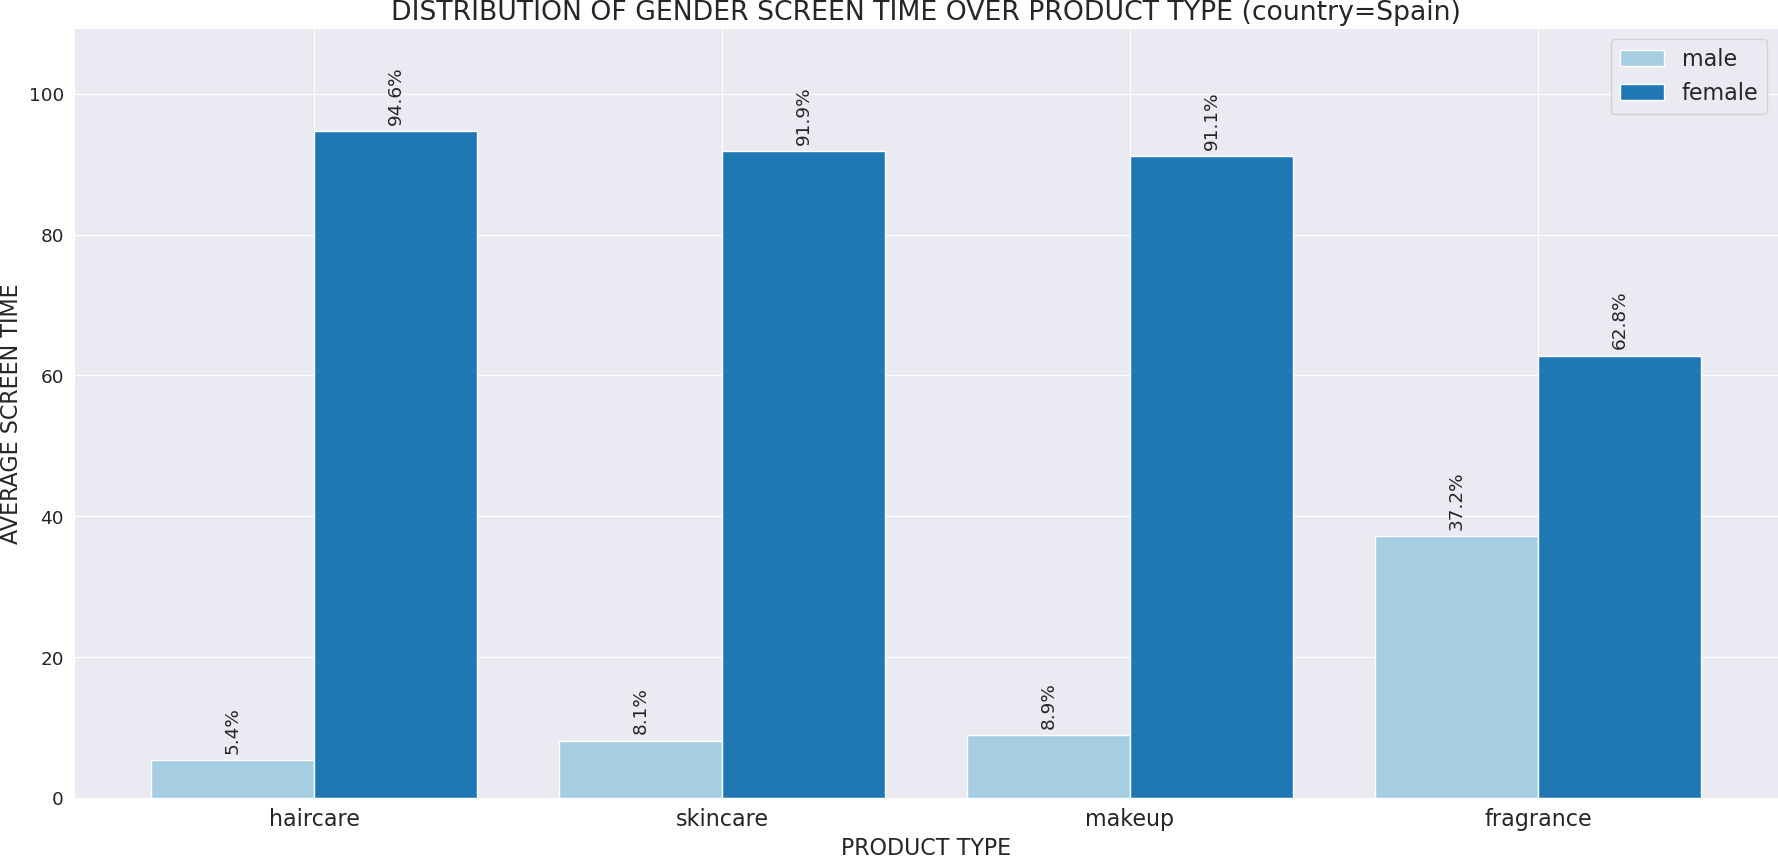 DISTRIBUTION OF GENDER SCREEN TIME OVER PRODUCT TYPE (country=Spain)
male
female
AVERAGE SCREEN TIME
100
80
60
40
20
0
5.4%
94.6%
8.1%
91.9%
8.9%
91.1%
37.2%
62.8%
haircare
skincare
makeup
fragrance
PRODUCT TYPE